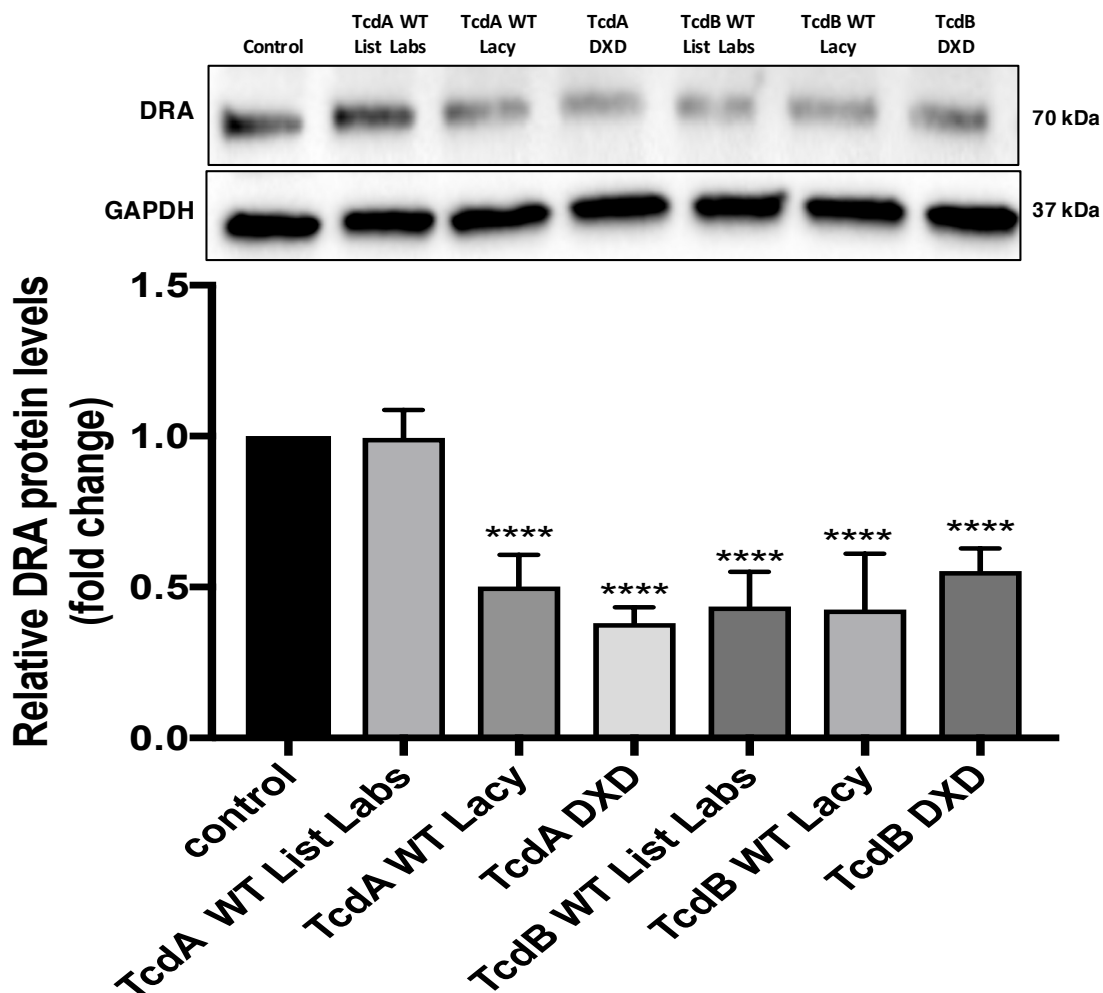 Control
TcdA WT
List Labs
TcdA WT
Lacy
TcdA
DXD
TcdB WT
List Labs
TcdB WT
Lacy
TcdB
DXD
DRA
70 kDa
GAPDH
37 kDa
Relative DRA protein levels
(fold change)
1.5
1.0
0.5
0.0
****
****
****
****
****
control
TcdA WT List Labs
TcdA WT Lacy
TcdA DXD
TcdB WT List Labs
TcdB WT Lacy
TcdB DXD